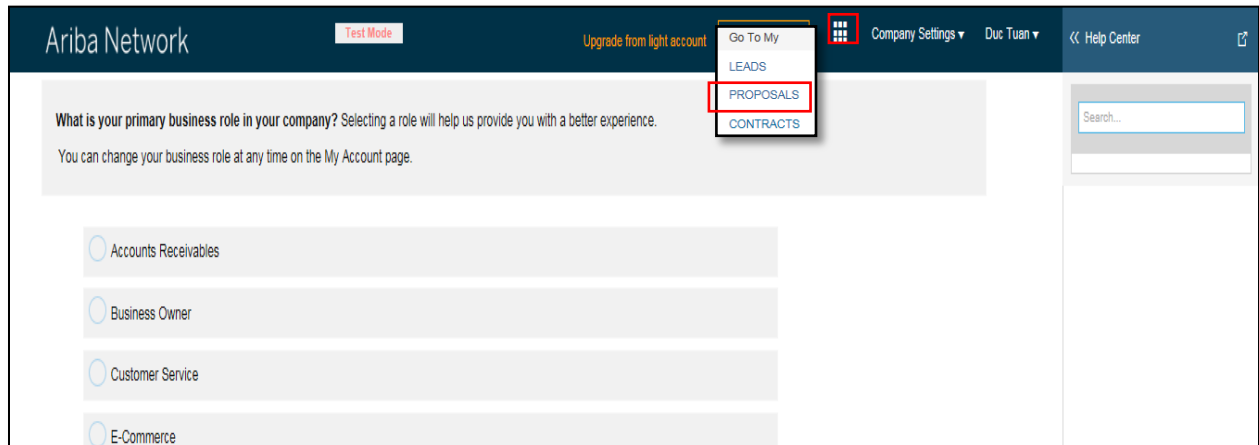 Ariba Network
Test Mode
Upgrade from light account
Go To My
LEADS
PROPOSALS
CONTRACTS
Company Settings ▾
Duc Tuan ▾
« Help Center
Search...
What is your primary business role in your company? Selecting a role will help us provide you with a better experience.
You can change your business role at any time on the My Account page.
Accounts Receivables
Business Owner
Customer Service
E-Commerce